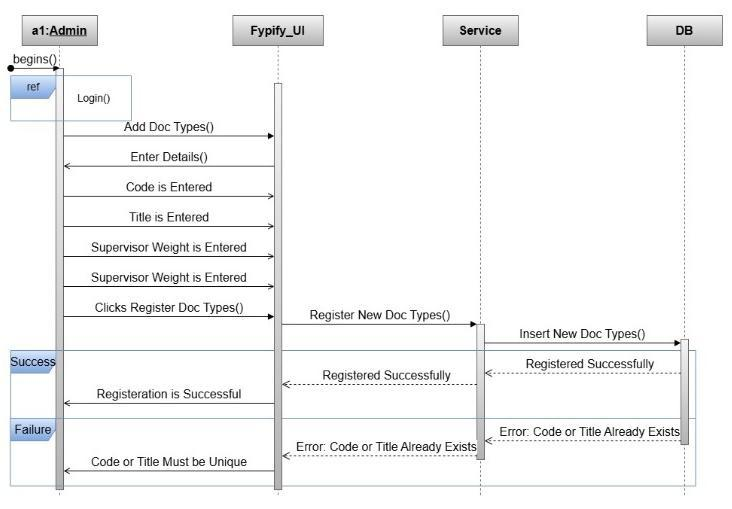 a1:Admin
Fypify_UI
Service
DB
begins()
ref
Login()
Add Doc Types()
Enter Details()
Code is Entered
Title is Entered
Supervisor Weight is Entered
Supervisor Weight is Entered
Clicks Register Doc Types()
Register New Doc Types()
Insert New Doc Types()
Success
Registered Successfully
Registered Successfully
Registeration is Successful
Failure
Error: Code or Title Already Exists
Error: Code or Title Already Exists
Code or Title Must be Unique